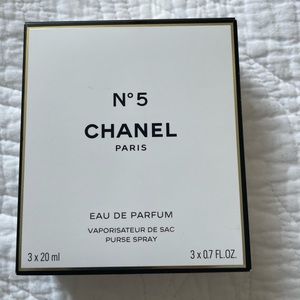 N°5
CHANEL
PARIS
EAU DE PARFUM
VAPORISATEUR DE SAC
PURSE SPRAY
3 x 20 ml 3 x 0.7 FL.OZ.